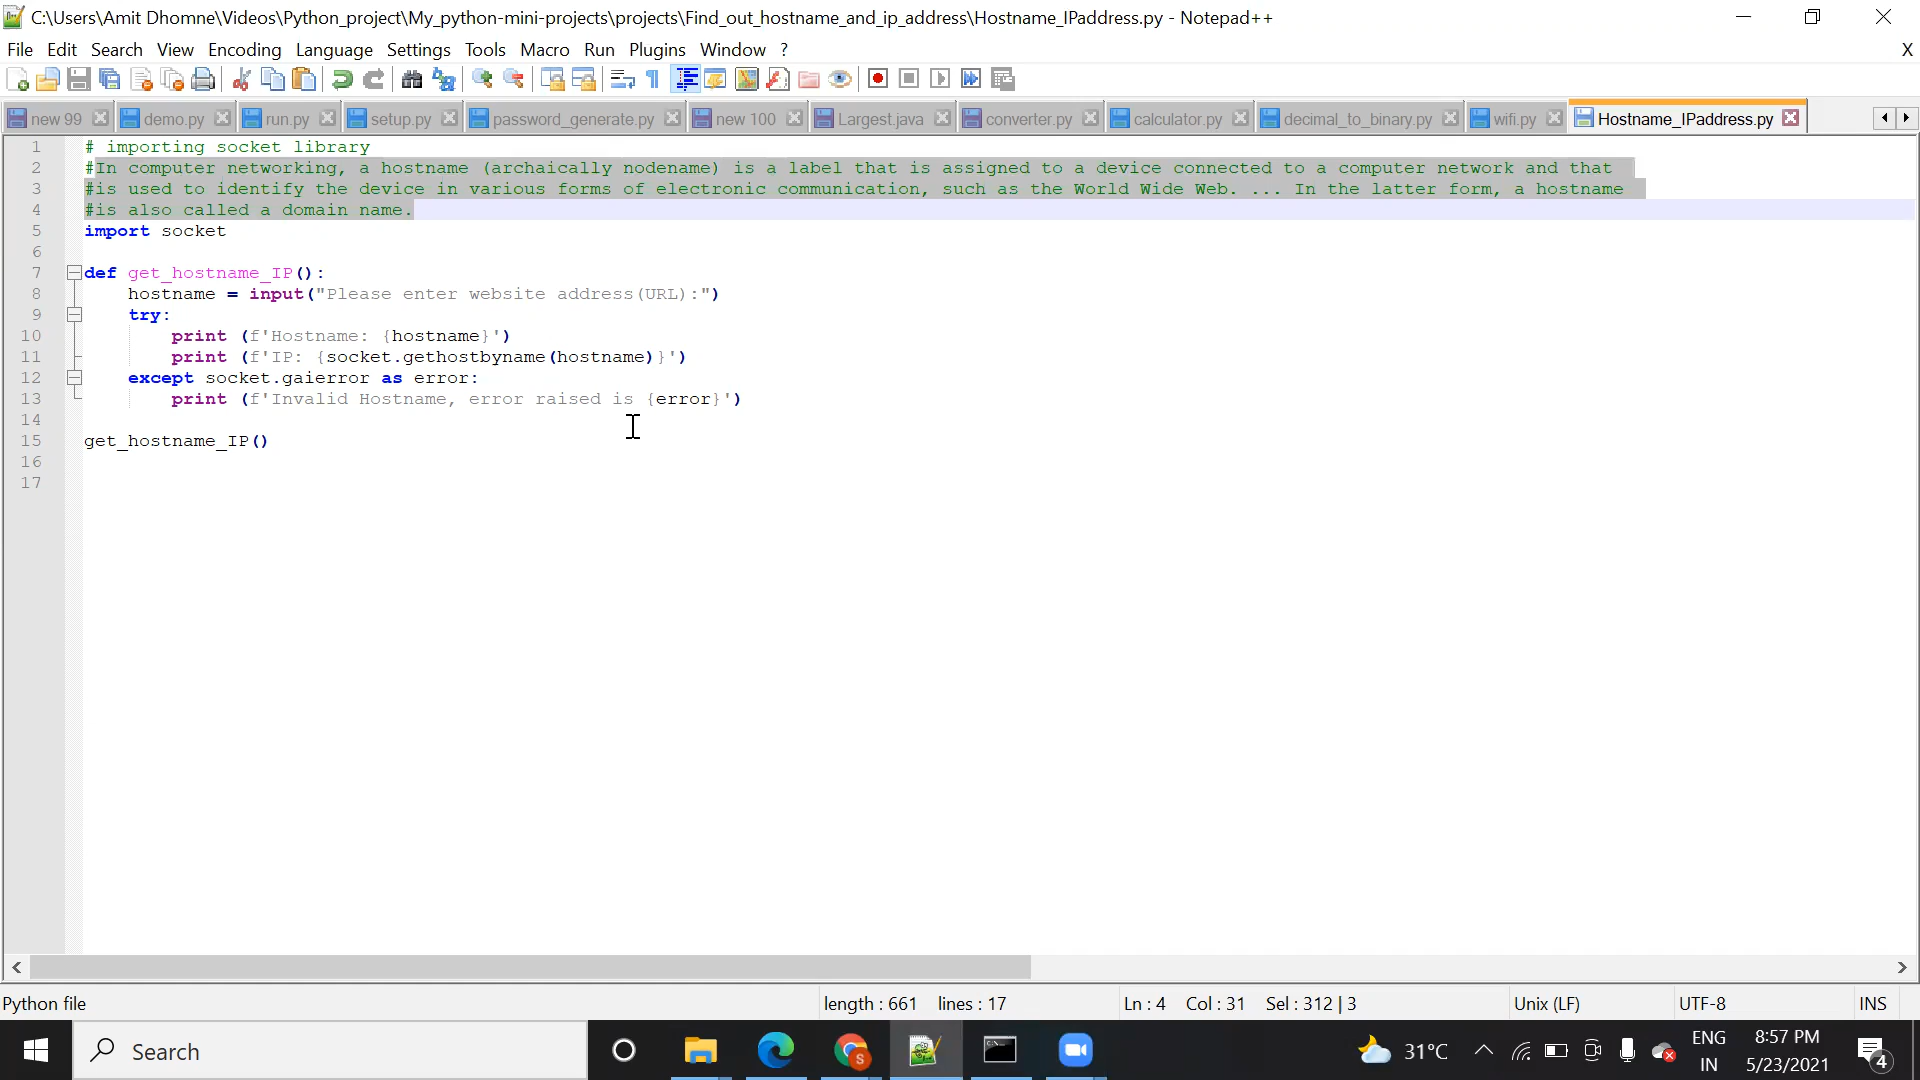 C:\Users\Amit Dhomne\Videos\Python_project\My_python-mini-projects\projects\Find_out_hostname_and_ip_address\Hostname_IPaddress.py - Notepad++
File Edit Search View Encoding Language Settings Tools Macro Run Plugins Window ? X
new 99 demo.py run.py setup.py password_generate.py new 100 Largest.java converter.py calculator.py decimal_to_binary.py wifi.py Hostname_IPaddress.py
1 # importing socket library
2 #In computer networking, a hostname (archaically nodename) is a label that is assigned to a device connected to a computer network and that
3 #is used to identify the device in various forms of electronic communication, such as the World Wide Web. ... In the latter form, a hostname
4 #is also called a domain name.
5 import socket
6
7 def get_hostname_IP():
8 hostname = input("Please enter website address(URL):")
9 try:
10 print (f'Hostname: {hostname}')
11 print (f'IP: {socket.gethostbyname(hostname)}')
12 except socket.gaierror as error:
13 print (f'Invalid Hostname, error raised is {error}')
14
15 get_hostname_IP()
16
17
Python file length : 661 lines : 17 Ln : 4 Col : 31 Sel : 312 | 3 Unix (LF) UTF-8 INS
Search 31°C ENG 8:57 PM
IN 5/23/2021 4